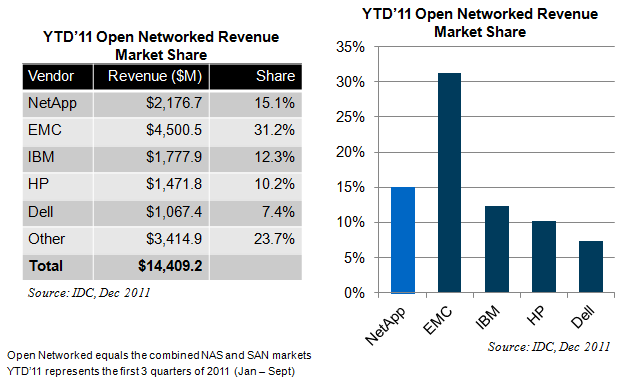 YTD'11 Open Networked Revenue
Market Share
Vendor Revenue ($M) Share
NetApp $2,176.7 15.1%
EMC $4,500.5 31.2%
IBM $1,777.9 12.3%
HP $1,471.8 10.2%
Dell $1,067.4 7.4%
Other $3,414.9 23.7%
Total $14,409.2
Source: IDC, Dec 2011
Open Networked equals the combined NAS and SAN markets
YTD'11 represents the first 3 quarters of 2011 (Jan – Sept)
YTD'11 Open Networked Revenue
Market Share
35%
30%
25%
20%
15%
10%
5%
0%
NetApp
EMC
IBM
HP
Dell
Source: IDC, Dec 2011